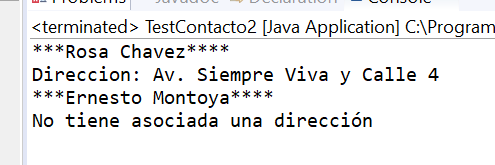 Problems Javadoc Declaration Console
<terminated> TestContacto2 [Java Application] C:\Program
***Rosa Chavez****
Direccion: Av. Siempre Viva y Calle 4
***Ernesto Montoya****
No tiene asociada una dirección